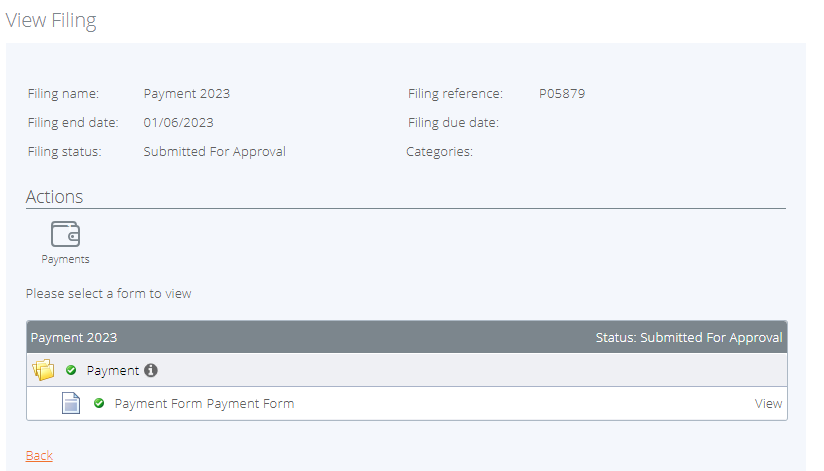 View Filing
Filing name: Payment 2023 Filing reference: P05879
Filing end date: 01/06/2023 Filing due date:
Filing status: Submitted For Approval Categories:
Actions
Payments
Please select a form to view
Payment 2023 Status: Submitted For Approval
Payment
Payment Form Payment Form View
Back